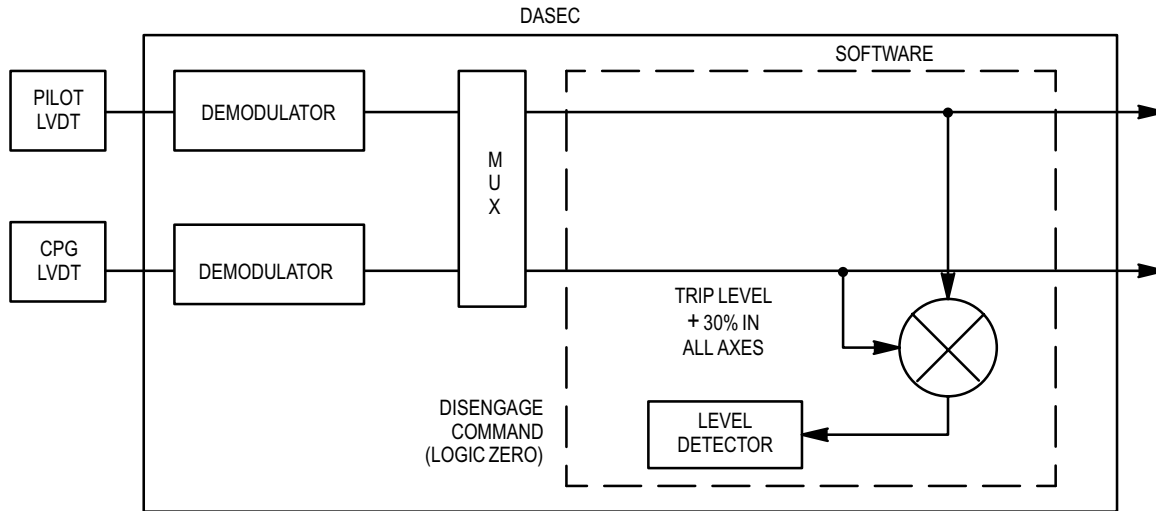 DASEC
SOFTWARE
PILOT
LVDT
DEMODULATOR
M
U
X
CPG
LVDT
DEMODULATOR
TRIP LEVEL
+ 30% IN
ALL AXES
DISENGAGE
COMMAND
(LOGIC ZERO)
LEVEL
DETECTOR